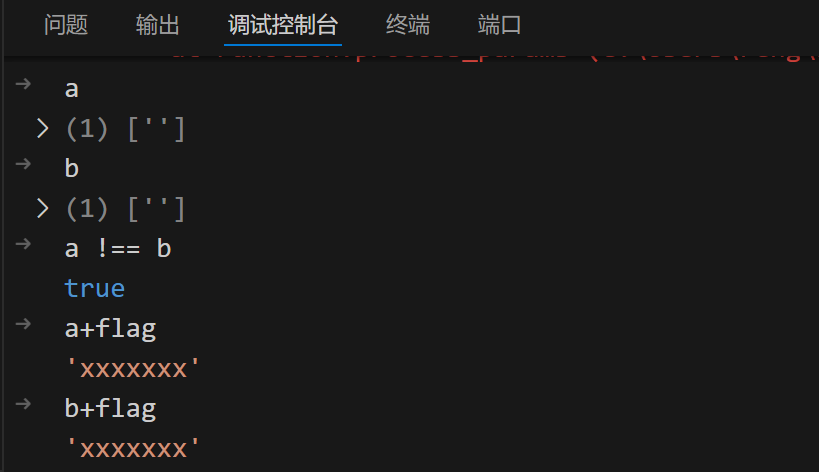 问题 输出 调试控制台 终端 端口
→ a
> (1) ['']
→ b
> (1) ['']
→ a !== b
true
→ a+flag
'xxxxxxx'
→ b+flag
'xxxxxxx'